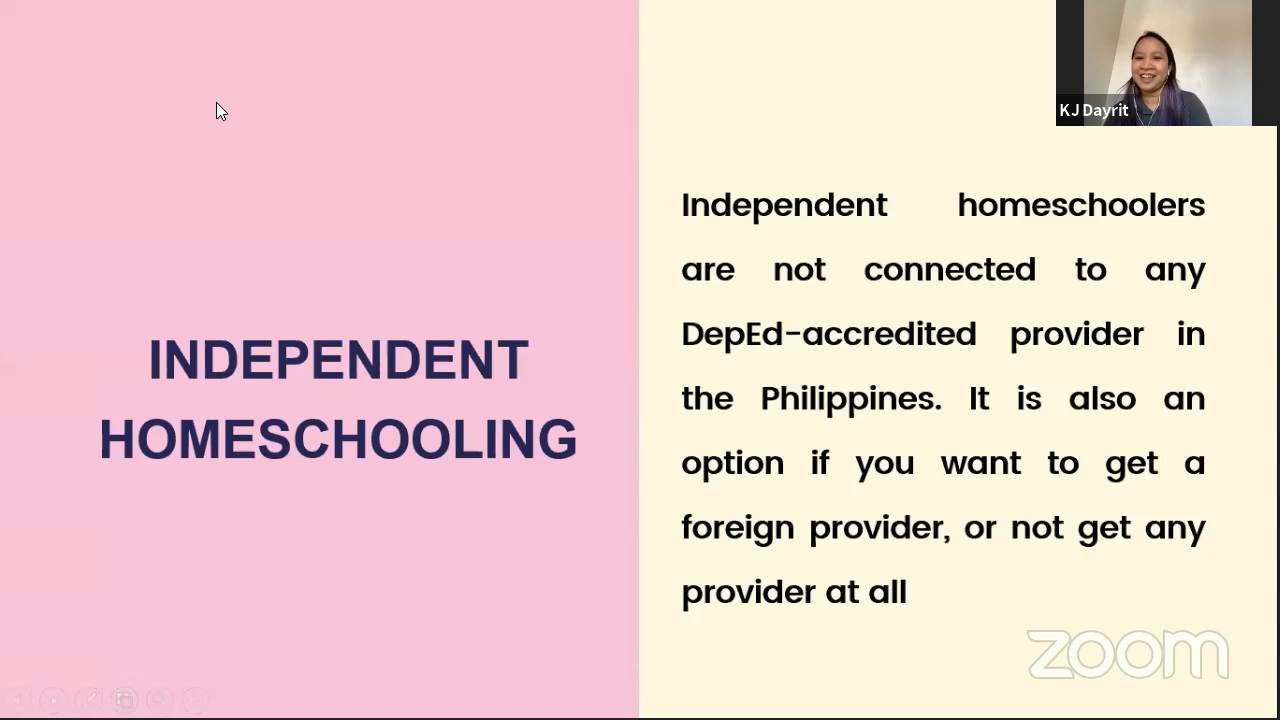 KJ Dayrit
INDEPENDENT
HOMESCHOOLING
Independent homeschoolers
are not connected to any
DepEd-accredited provider in
the Philippines. It is also an
option if you want to get a
foreign provider, or not get any
provider at all
zoom